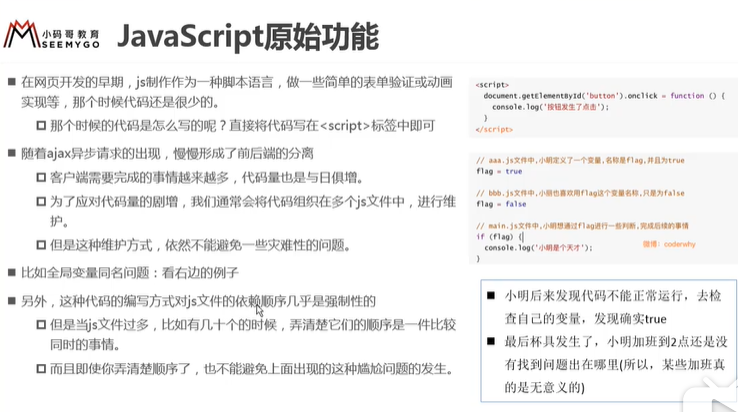 小码哥教育
SEEMYGO
JavaScript原始功能
在网页开发的早期，js制作作为一种脚本语言，做一些简单的表单验证或动画
实现等，那个时候代码还是很少的。
那个时候的代码是怎么写的呢？直接将代码写在<script>标签中即可
随着ajax异步请求的出现，慢慢形成了前后端的分离
客户端需要完成的事情越来越多，代码量也是与日俱增。
为了应对代码量的剧增，我们通常会将代码组织在多个js文件中，进行维
护。
但是这种维护方式，依然不能避免一些灾难性的问题。
比如全局变量同名问题：看右边的例子
另外，这种代码的编写方式对js文件的依赖顺序几乎是强制性的
但是当js文件过多，比如有几十个的时候，弄清楚它们的顺序是一件比较
同时的事情。
而且即使你弄清楚顺序了，也不能避免上面出现的这种尴尬问题的发生。
<script>
document.getElementById('button').onclick = function () {
console.log('按钮发生了点击');
}
</script>
// aaa.js文件中,小明定义了一个变量,名称是flag,并且为true
flag = true
// bbb.js文件中,小丽也喜欢用flag这个变量名称,只是为false
flag = false
// main.js文件中,小明想通过flag进行一些判断,完成后续的事情
if (flag) {
console.log('小明是个天才');
}
微博：coderwhy
小明后来发现代码不能正常运行，去检
查自己的变量，发现确实true
最后杯具发生了，小明加班到2点还是没
有找到问题出在哪里(所以，某些加班真
的是无意义的)